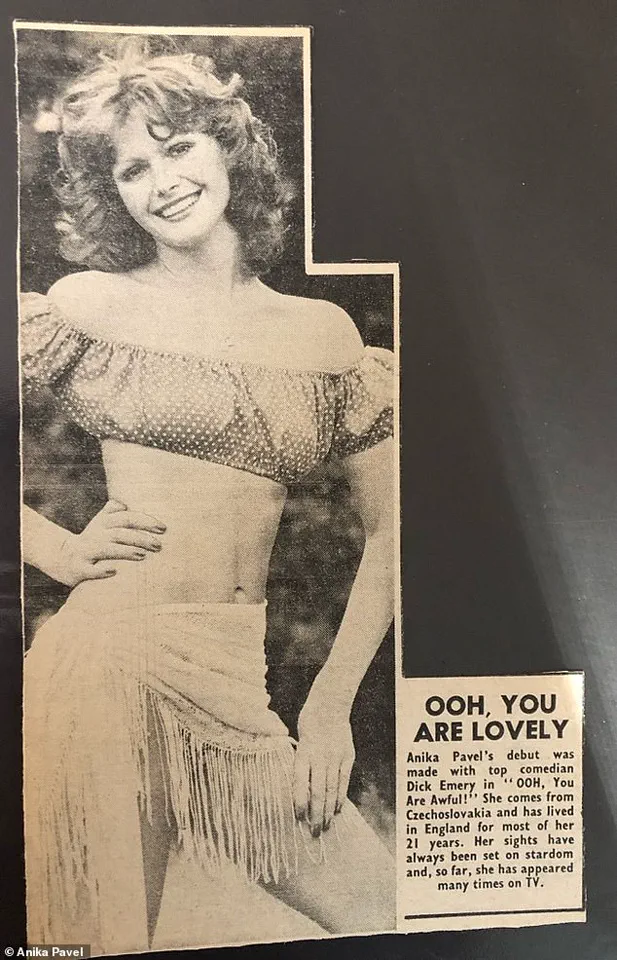 OOH, YOU
ARE LOVELY
Anika Pavel's debut was
made with top comedian
Dick Emery in "OOH, You
Are Awful!" She comes from
Czechoslovakia and has lived
in England for most of her
21 years. Her sights have
always been set on stardom
and, so far, she has appeared
many times on TV.
© Anika Pavel